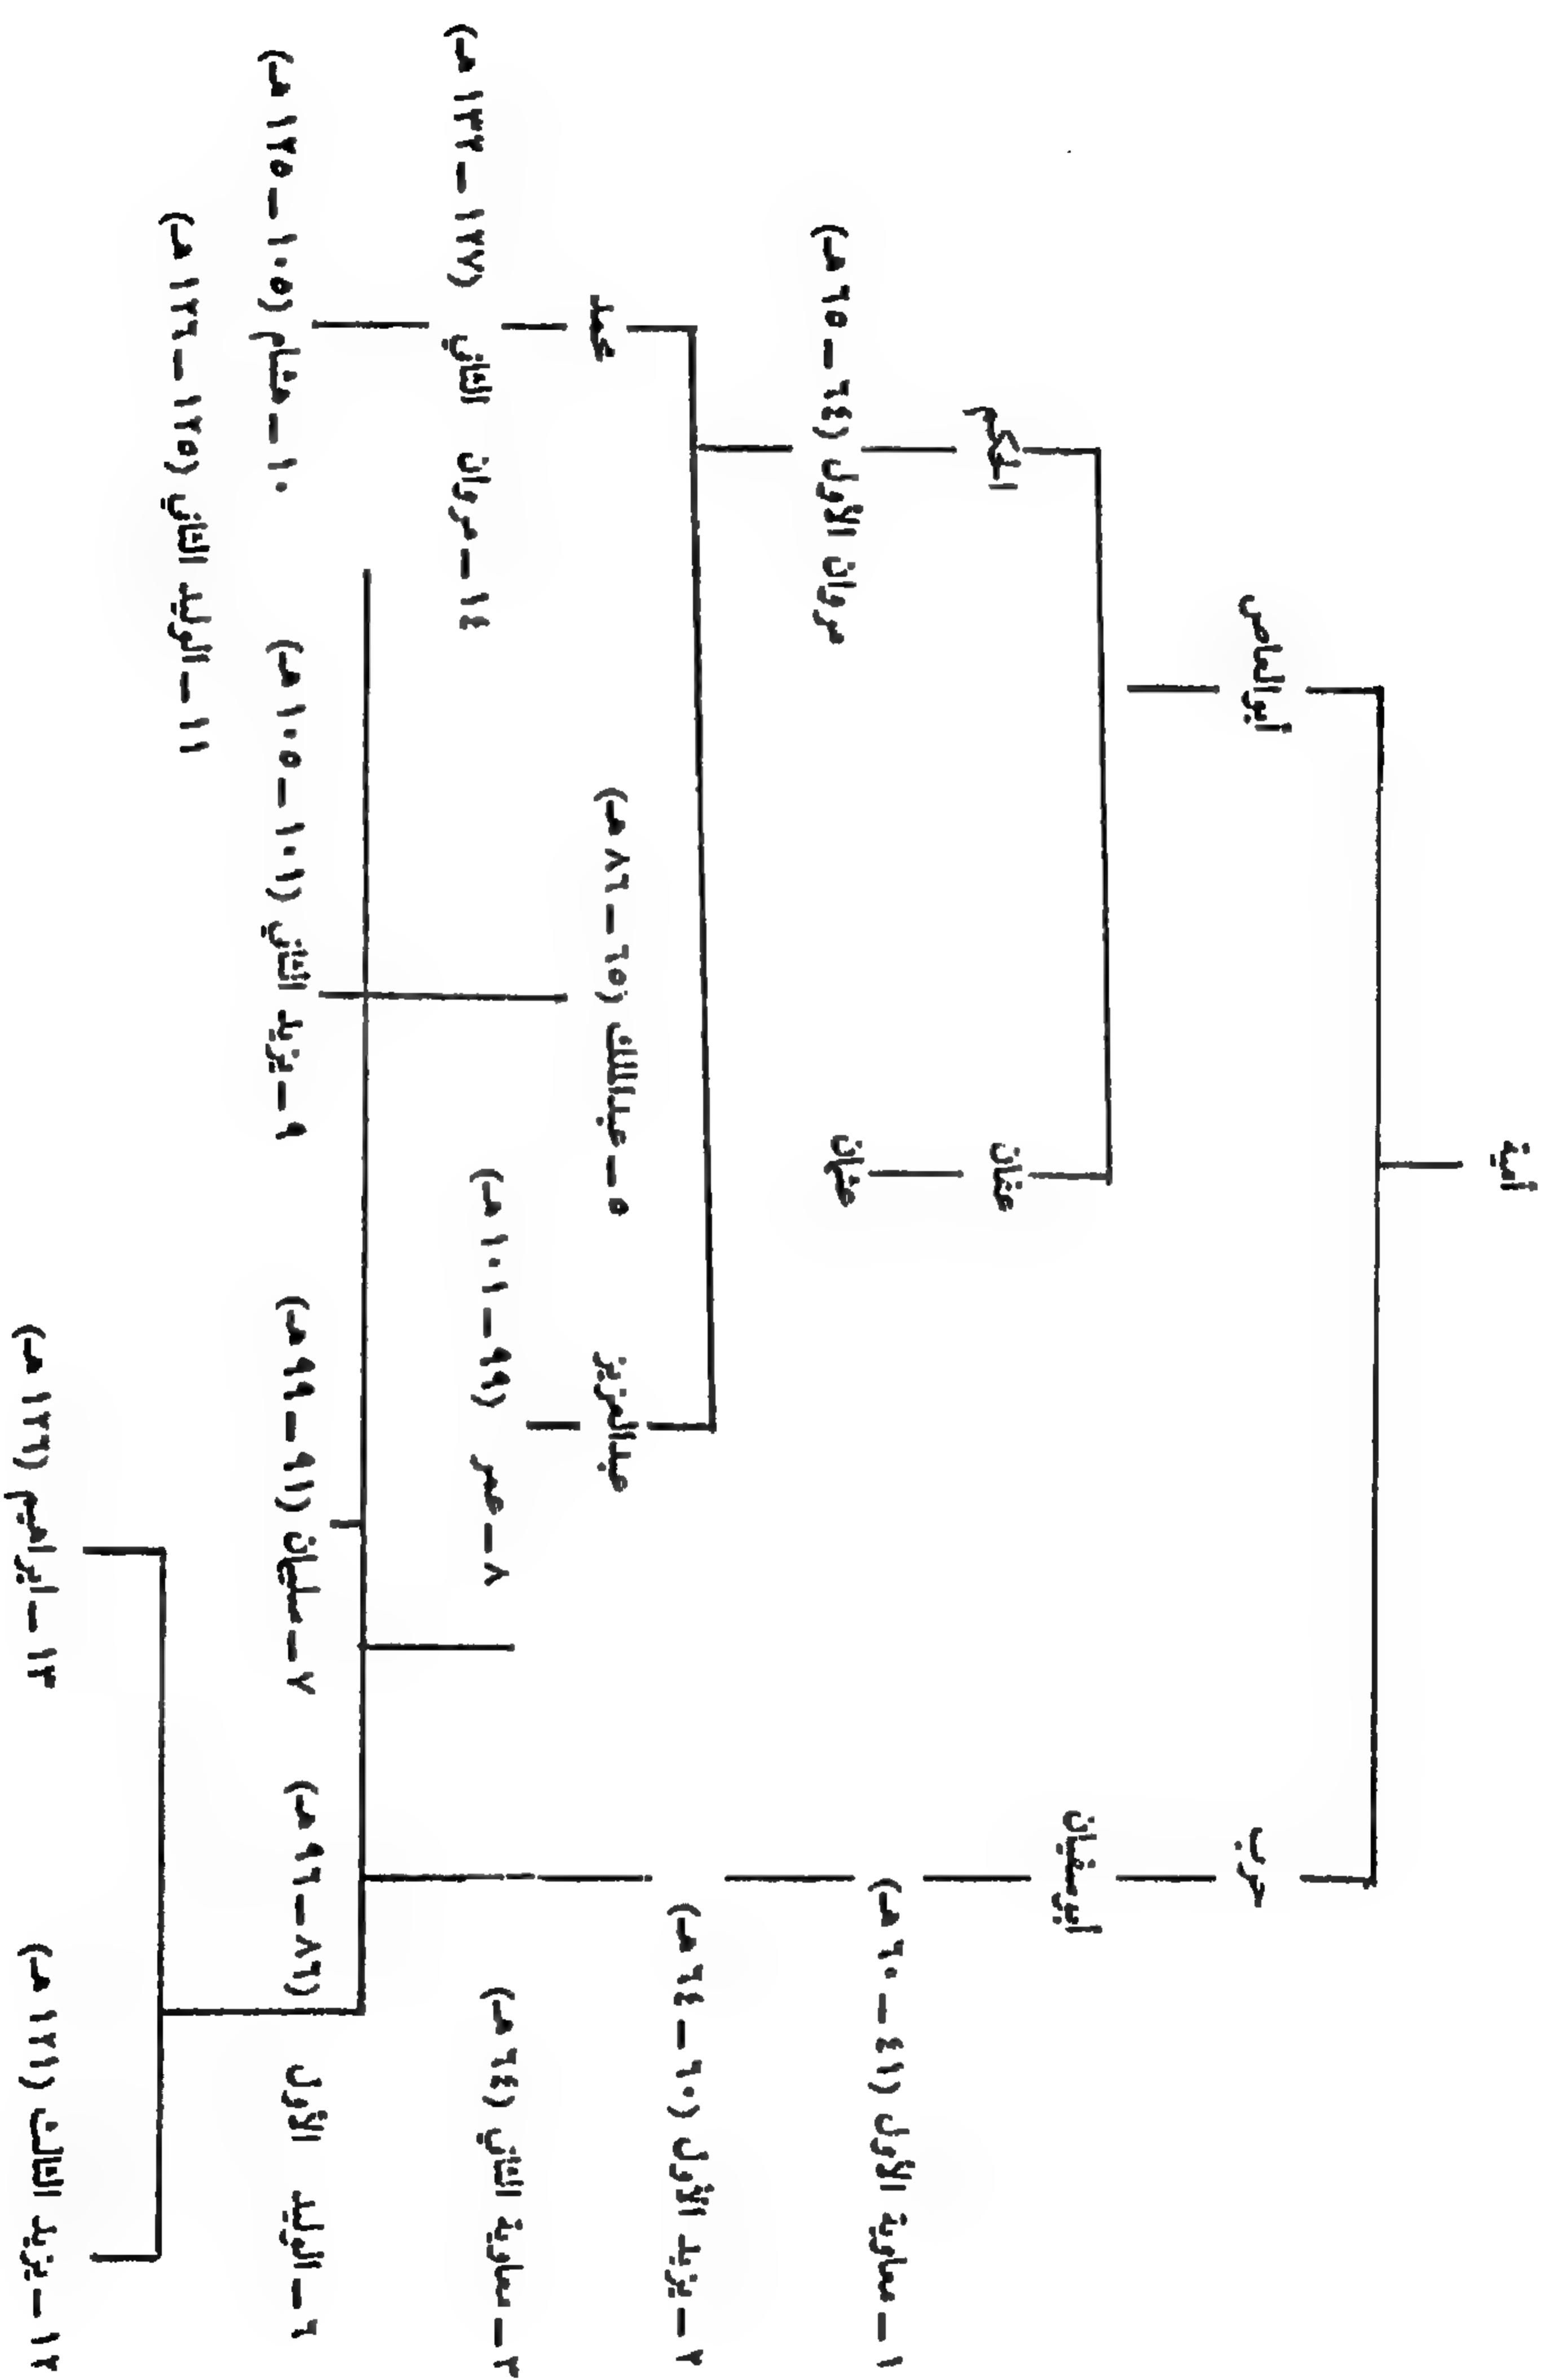 أمية
حرب
أبو العاص
أبو سفيان
عفان
الحكم
١ – معاوية الأول (٤١ – ٦٠ هـ)
عثمان
مروان الأول (٦٤ – ٦٥ هـ)
٢ – يزيد الأول (٦٠ – ٦٤ هـ)
عبدالعزيز
٥ – عبدالملك (٦٥ – ٨٦ هـ)
محمد
٣ – معاوية الثاني (٦٤ هـ)
٨ – عمر (٩٩ – ١٠١ هـ)
١٤ – مروان الثاني (١٢٧ – ١٣٢ هـ)
٦ – الوليد الأول (٨٦ – ٩٦ هـ)
٧ – سليمان (٩٦ – ٩٩ هـ)
٩ – يزيد الثاني (١٠١ – ١٠٥ هـ)
١٠ – هشام (١٠٥ – ١٢٥ هـ)
١١ – الوليد الثاني (١٢٥ – ١٢٦ هـ)
١٢ – يزيد الثالث (١٢٦ هـ)
١٣ – ابراهيم (١٢٦ هـ)